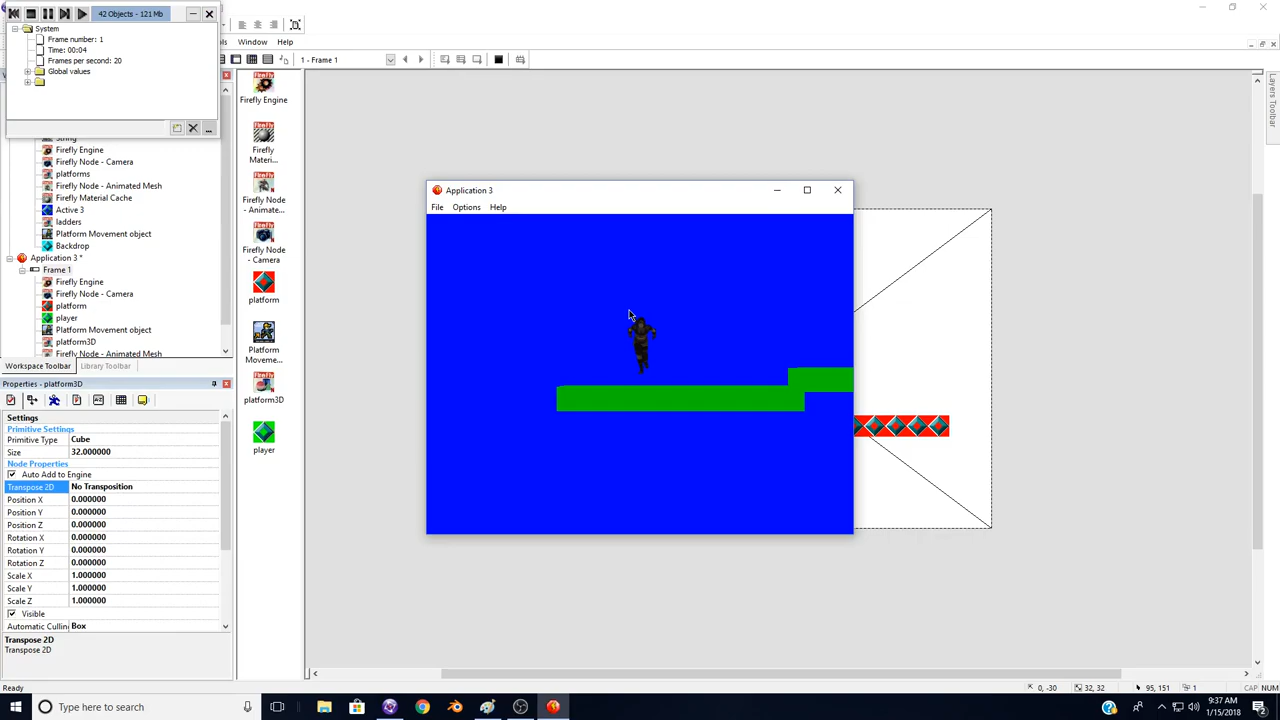 42 Objects - 121 Mb
System
Frame number: 1
Time: 00:04
Frames per second: 20
Global values
Window
Help
1 - Frame 1
Firefly Engine
Firefly Node - Camera
platforms
Firefly Node - Animated Mesh
Firefly Material Cache
Active 3
ladders
Platform Movement object
Backdrop
Application 3 *
Frame 1
Firefly Engine
Firefly Node - Camera
platform
player
Platform Movement object
platform3D
Firefly Node - Animated Mesh
Workspace Toolbar
Library Toolbar
Firefly Engine
Firefly
Materi...
Firefly Node
- Animate...
Firefly Node
- Camera
platform
Platform
Moveme...
platform3D
player
Application 3
File
Options
Help
Layers Toolbar
Properties - platform3D
Settings
Primitive Settings
Primitive Type Cube
Size 32.000000
Node Properties
Auto Add to Engine
Transpose 2D No Transposition
Position X 0.000000
Position Y 0.000000
Position Z 0.000000
Rotation X 0.000000
Rotation Y 0.000000
Rotation Z 0.000000
Scale X 1.000000
Scale Y 1.000000
Scale Z 1.000000
Visible
Automatic Culling Box
Transpose 2D
Transpose 2D
Ready
0, -30
32, 32
95, 151
1
CAP
NUM
Type here to search
9:37 AM
1/15/2018